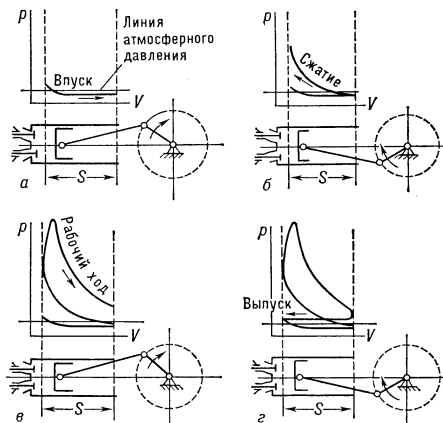 p
Линия
атмосферного
давления
Впуск
V
S
а
p
Сжатие
V
S
б
p
Рабочий ход
V
S
в
p
Выпуск
V
S
г